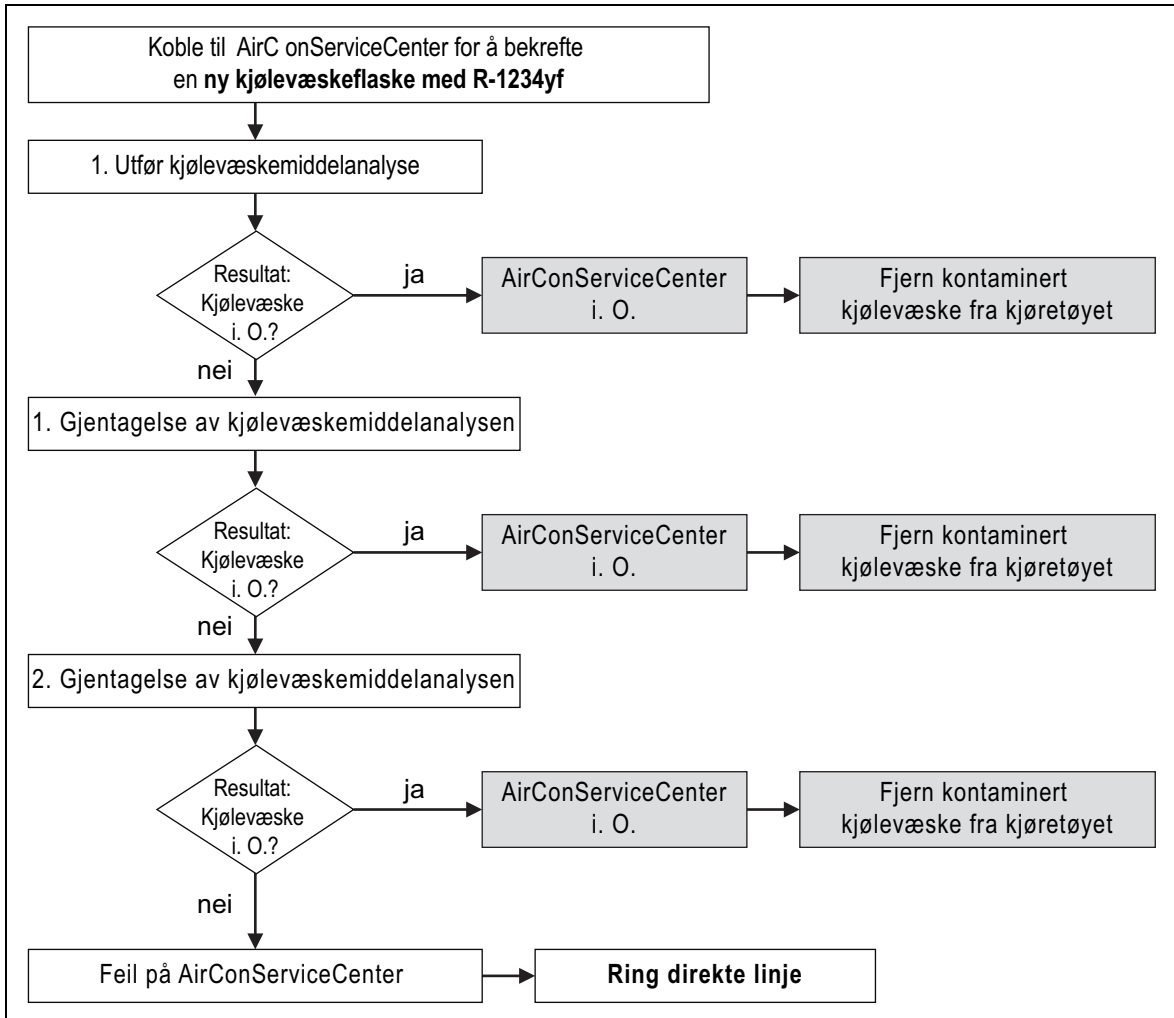 Koble til AirC onServiceCenter for å bekrefte
en ny kjølevæskeflaske med R-1234yf
1. Utfør kjølevæskemiddelanalyse
Resultat:
Kjølevæske
i. O.?
ja
AirConServiceCenter
i. O.
Fjern kontaminert
kjølevæske fra kjøretøyet
nei
1. Gjentagelse av kjølevæskemiddelanalysen
Resultat:
Kjølevæske
i. O.?
ja
AirConServiceCenter
i. O.
Fjern kontaminert
kjølevæske fra kjøretøyet
nei
2. Gjentagelse av kjølevæskemiddelanalysen
Resultat:
Kjølevæske
i. O.?
ja
AirConServiceCenter
i. O.
Fjern kontaminert
kjølevæske fra kjøretøyet
nei
Feil på AirConServiceCenter
Ring direkte linje